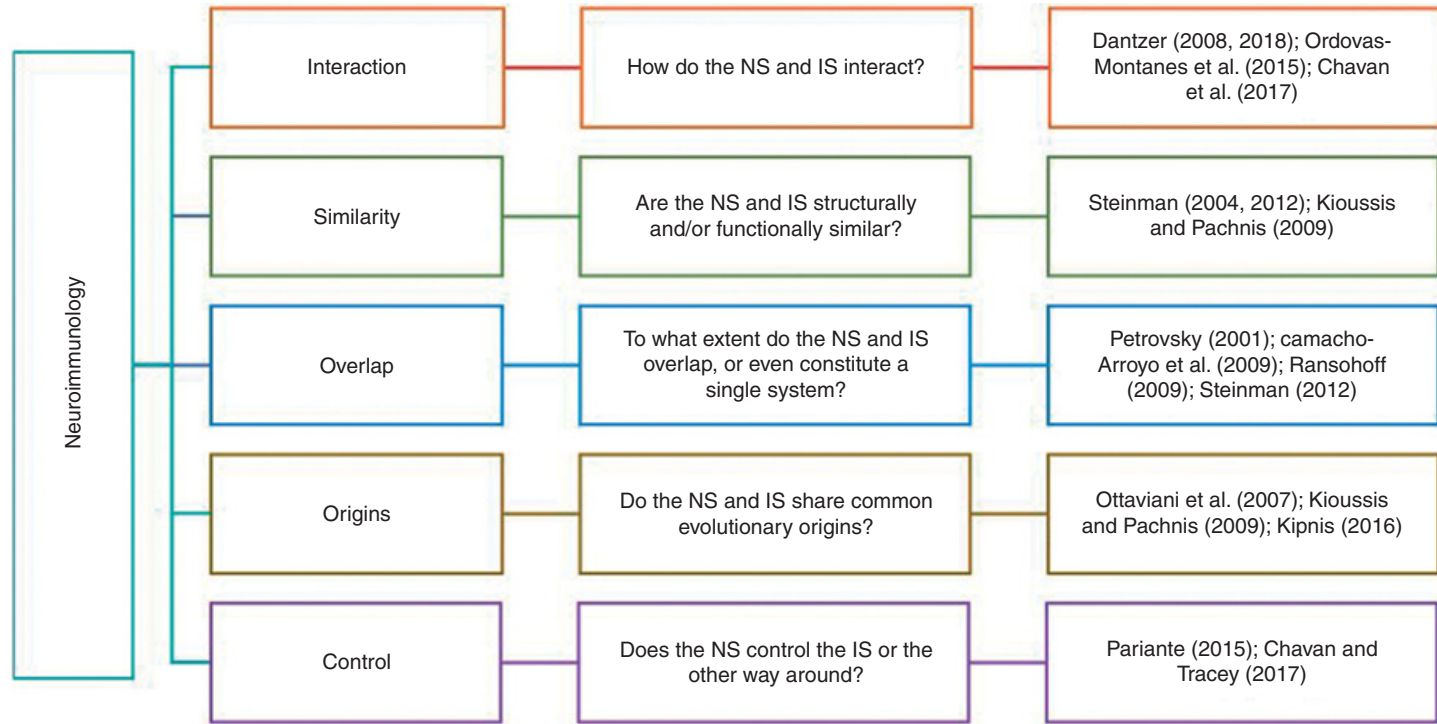 Neuroimmunology
Interaction
How do the NS and IS interact?
Dantzer (2008, 2018); Ordovas-
Montanes et al. (2015); Chavan
et al. (2017)
Similarity
Are the NS and IS structurally
and/or functionally similar?
Steinman (2004, 2012); Kioussis
and Pachnis (2009)
Overlap
To what extent do the NS and IS
overlap, or even constitute a
single system?
Petrovsky (2001); camacho-
Arroyo et al. (2009); Ransohoff
(2009); Steinman (2012)
Origins
Do the NS and IS share common
evolutionary origins?
Ottaviani et al. (2007); Kioussis
and Pachnis (2009); Kipnis (2016)
Control
Does the NS control the IS or the
other way around?
Pariante (2015); Chavan and
Tracey (2017)